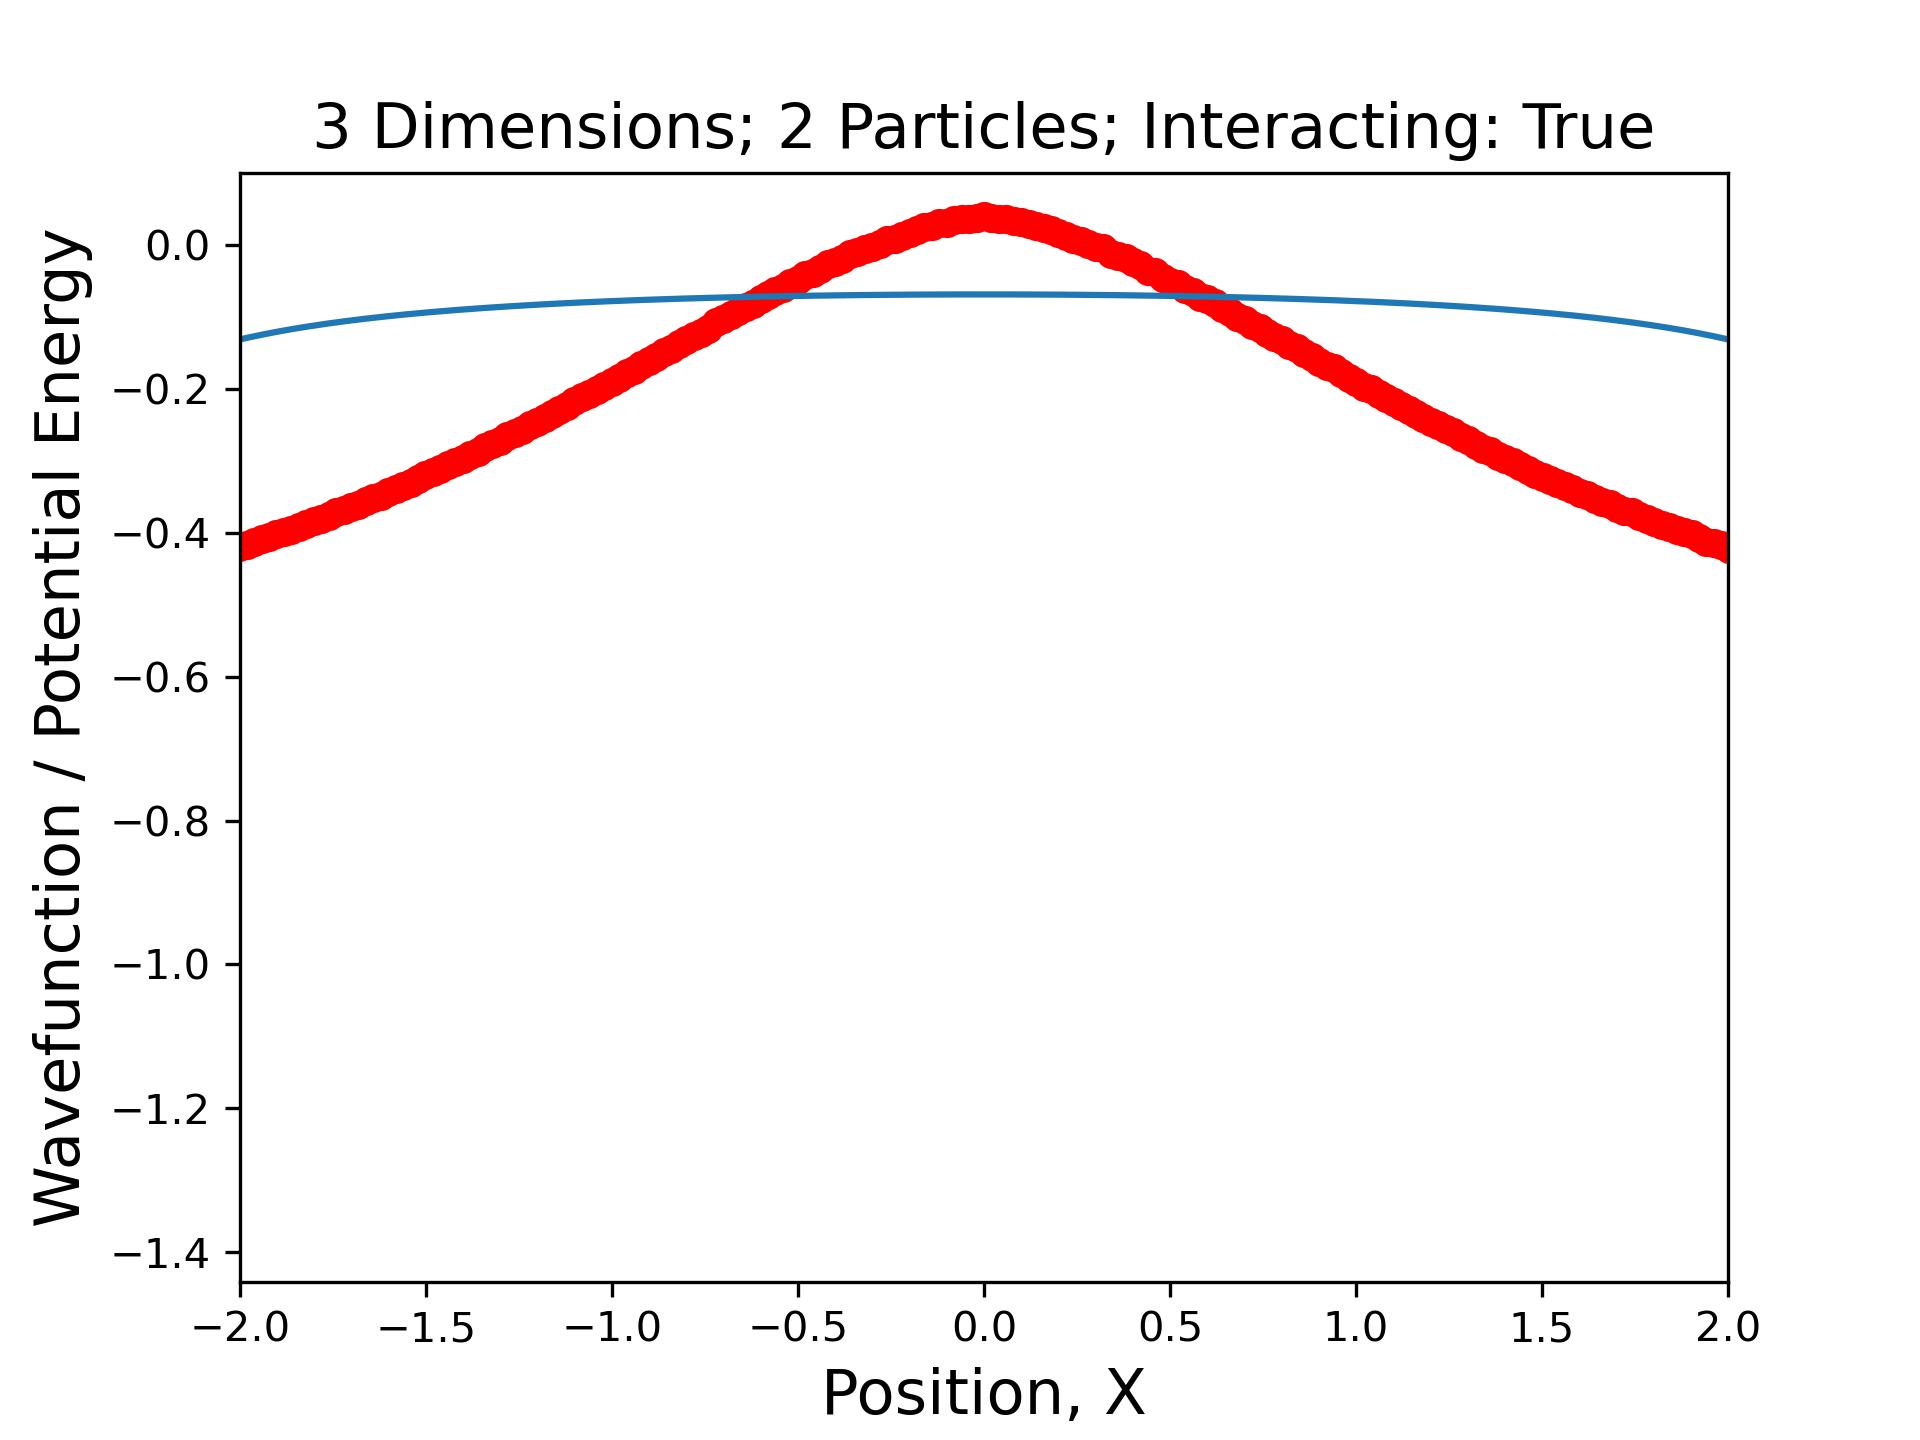 3 Dimensions; 2 Particles; Interacting: True
Wavefunction / Potential Energy
0.0
−0.2
−0.4
−0.6
−0.8
−1.0
−1.2
−1.4
−2.0 −1.5 −1.0 −0.5 0.0 0.5 1.0 1.5 2.0
Position, X